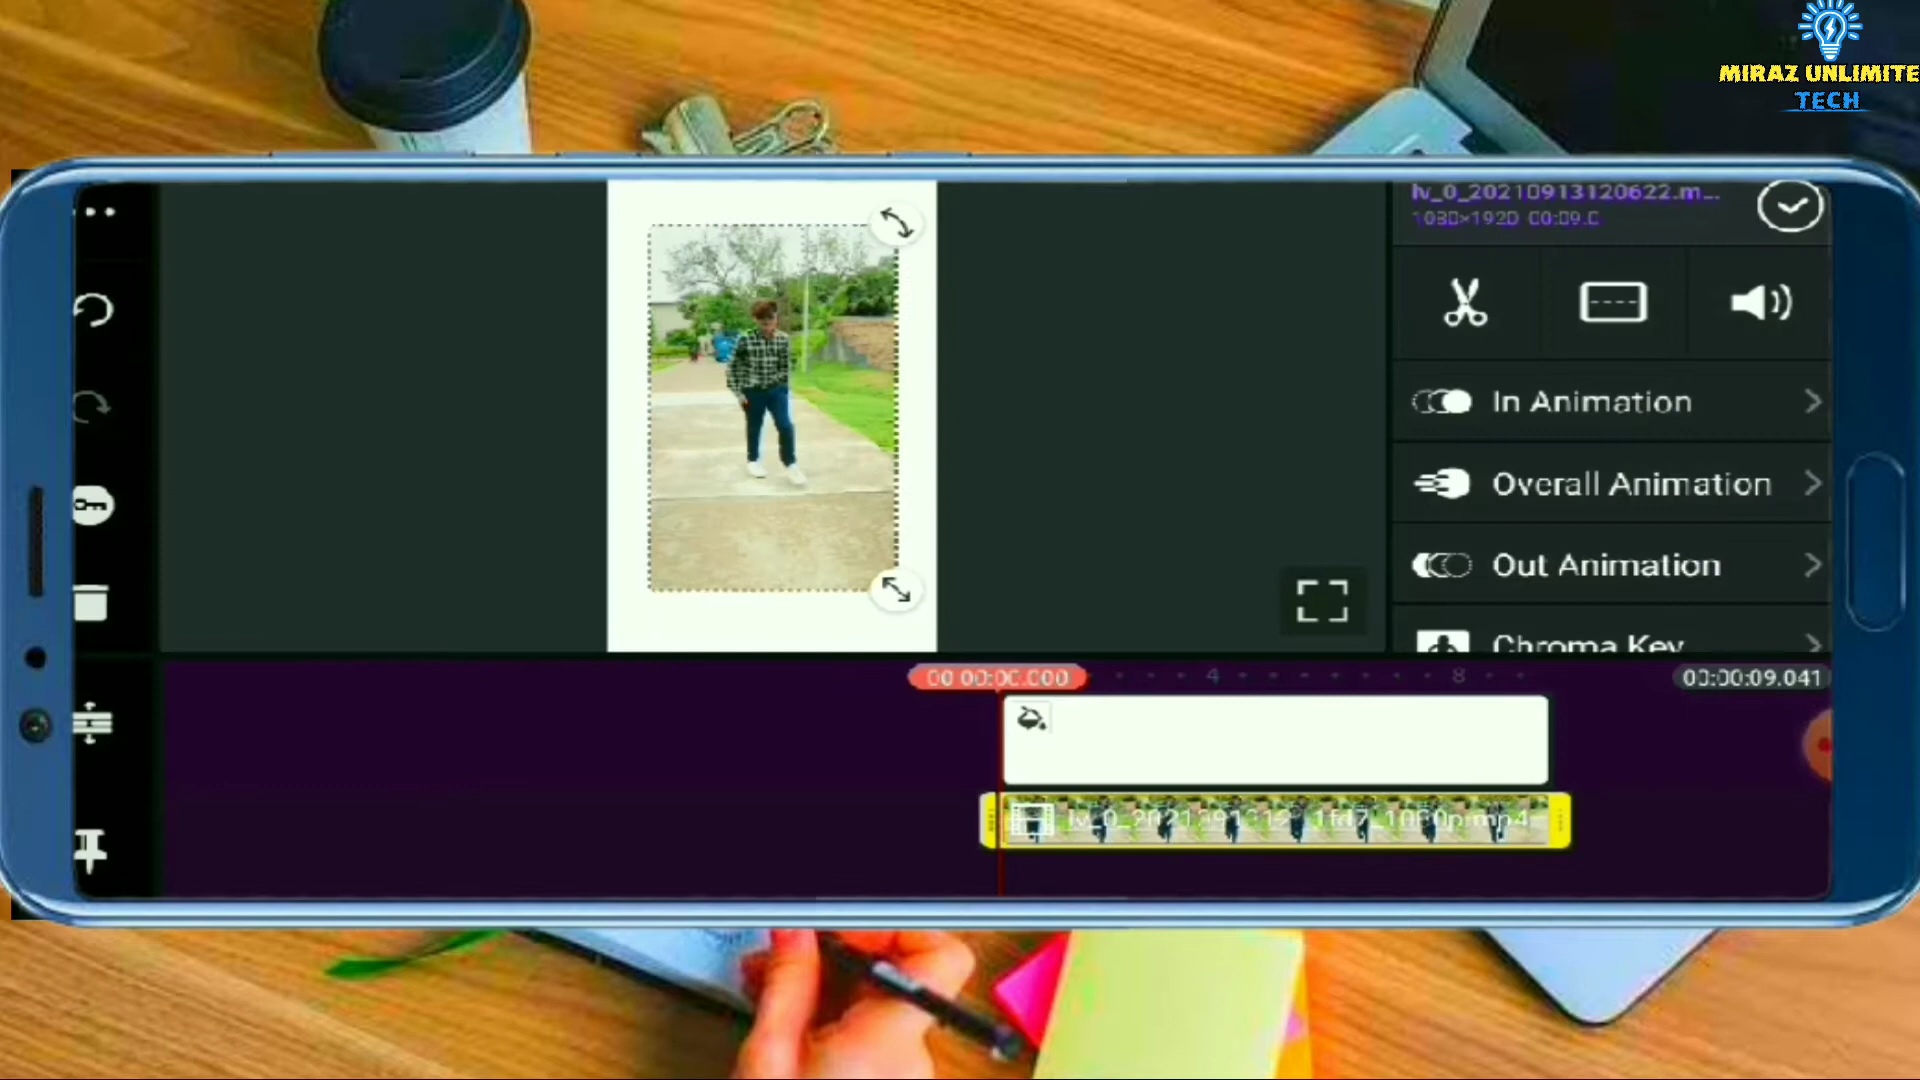 MIRAZ UNLIMITE
TECH
lv_0_20210913120622.m...
1080×1920 00:09.0
In Animation
Overall Animation
Out Animation
Chroma Key
00:00:00.000
4
8
00:00:09.041